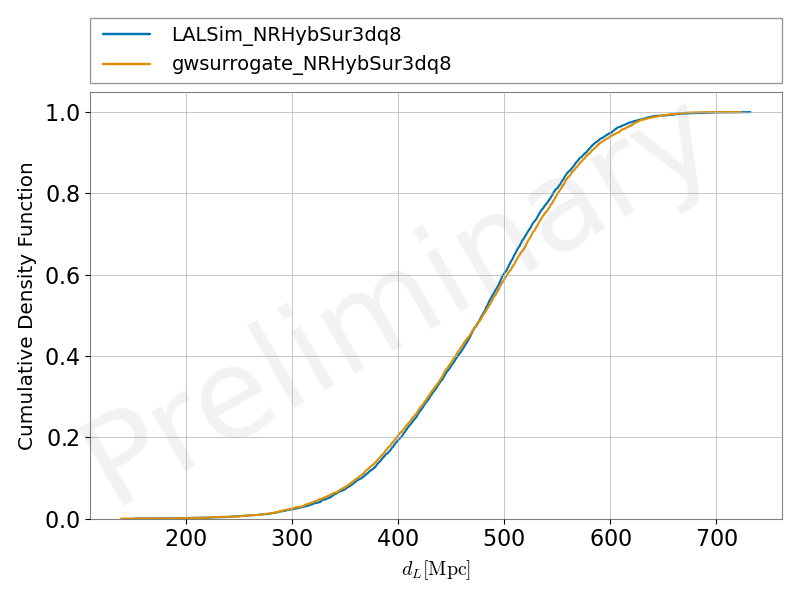 LALSim_NRHybSur3dq8
gwsurrogate_NRHybSur3dq8
1.0
0.8
0.6
0.4
0.2
0.0
Cumulative Density Function
Preliminary
200 300 400 500 600 700
d_L[Mpc]